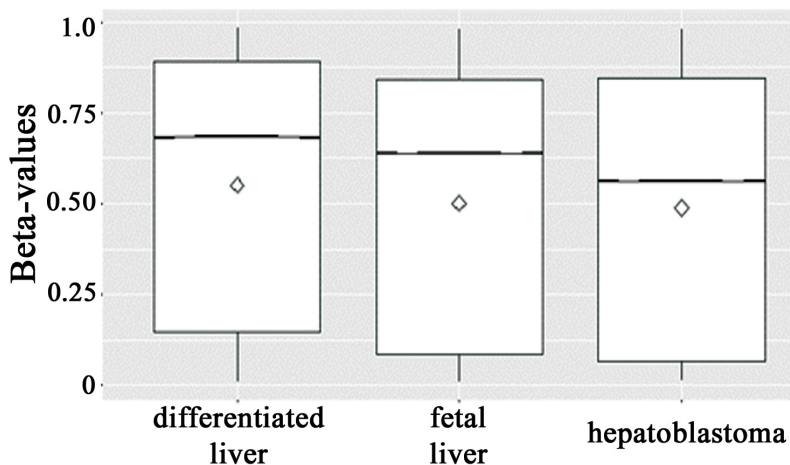 Beta-values
1.0
0.75
0.50
0.25
0
differentiated
liver
fetal
liver
hepatoblastoma